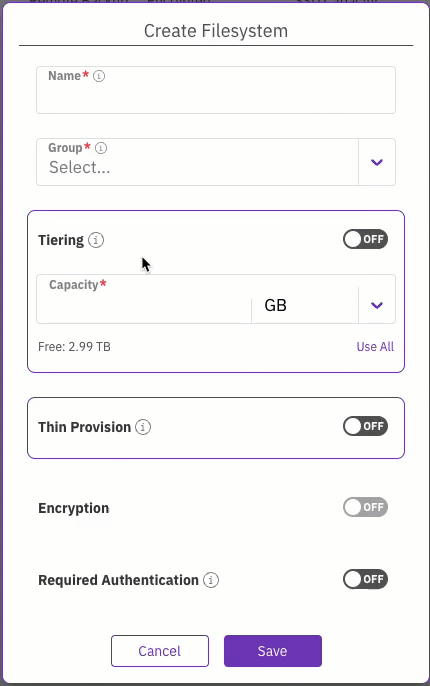 Create Filesystem
Name* ⓘ
Group* ⓘ
Select...
Tiering ⓘ OFF
Capacity*
GB
Free: 2.99 TB Use All
Thin Provision ⓘ OFF
Encryption OFF
Required Authentication ⓘ OFF
Cancel Save